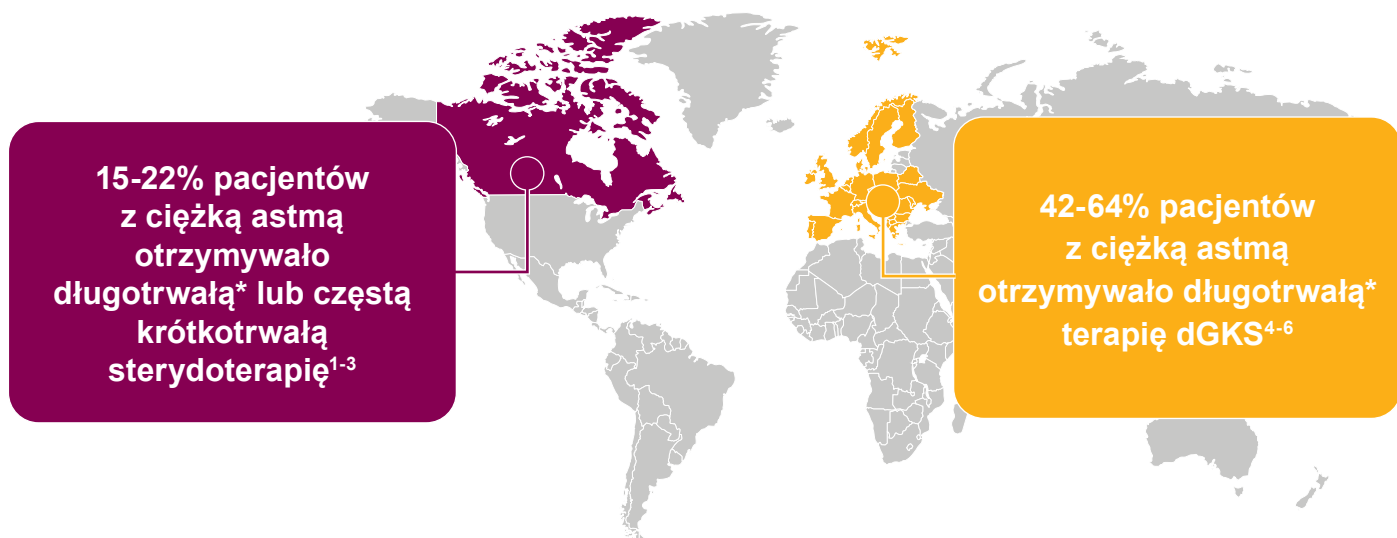 15-22% pacjentów
z ciężką astmą
otrzymywało
długotrwałą* lub częstą
krótkotrwałą
sterydoterapię¹⁻³
42-64% pacjentów
z ciężką astmą
otrzymywało długotrwałą*
terapię dGKS⁴⁻⁶